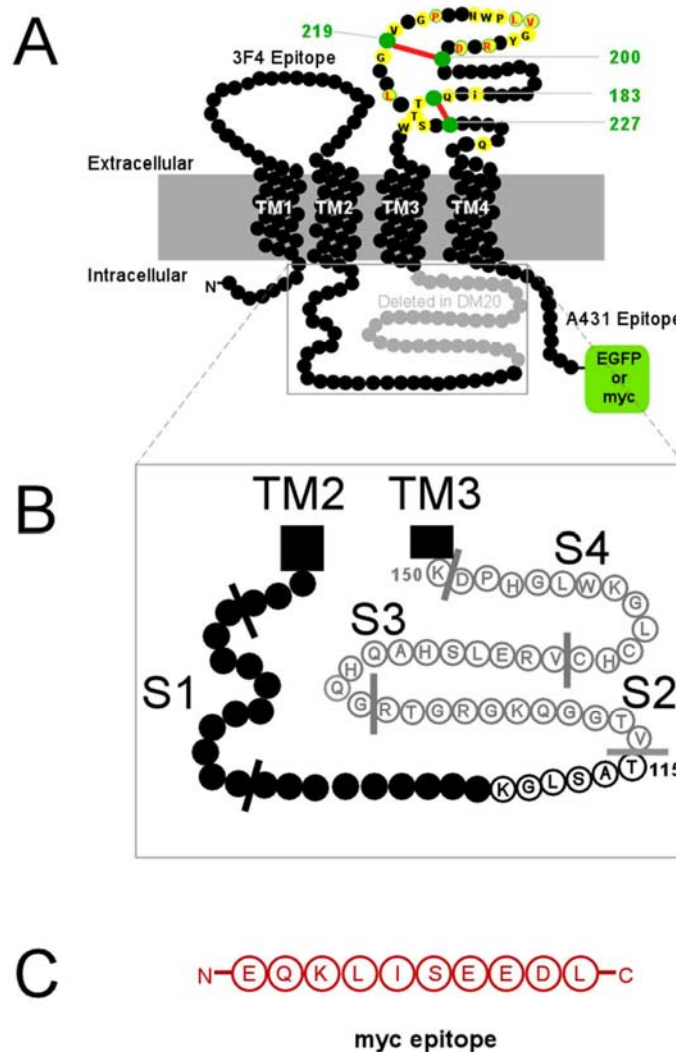 A
219
V G P N W P L V
3F4 Epitope
D R Y G
G
200
L
T Q i
183
T
W S
227
Q
Extracellular
TM1 TM2 TM3 TM4
Intracellular
N
Deleted in DM20
A431 Epitope
EGFP
or
myc
B
TM2 TM3
S4
150 K D P H G L W K
G
L
S3
Q A H S L E R V C H C
H
S1
Q
S2
G R T G R G K Q G G T
V
K G L S A T 115
C
N E Q K L I S E E D L C
myc epitope